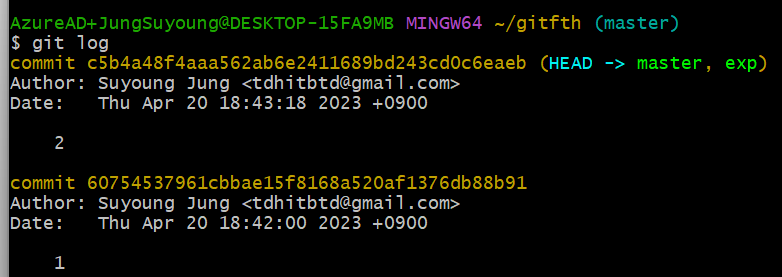 AzureAD+JungSuyoung@DESKTOP-15FA9MB MINGW64 ~/gitfth (master)
$ git log
commit c5b4a48f4aaa562ab6e2411689bd243cd0c6eaeb (HEAD -> master, exp)
Author: Suyoung Jung <tdhitbtd@gmail.com>
Date:   Thu Apr 20 18:43:18 2023 +0900
    2
commit 60754537961cbbae15f8168a520af1376db88b91
Author: Suyoung Jung <tdhitbtd@gmail.com>
Date:   Thu Apr 20 18:42:00 2023 +0900
    1